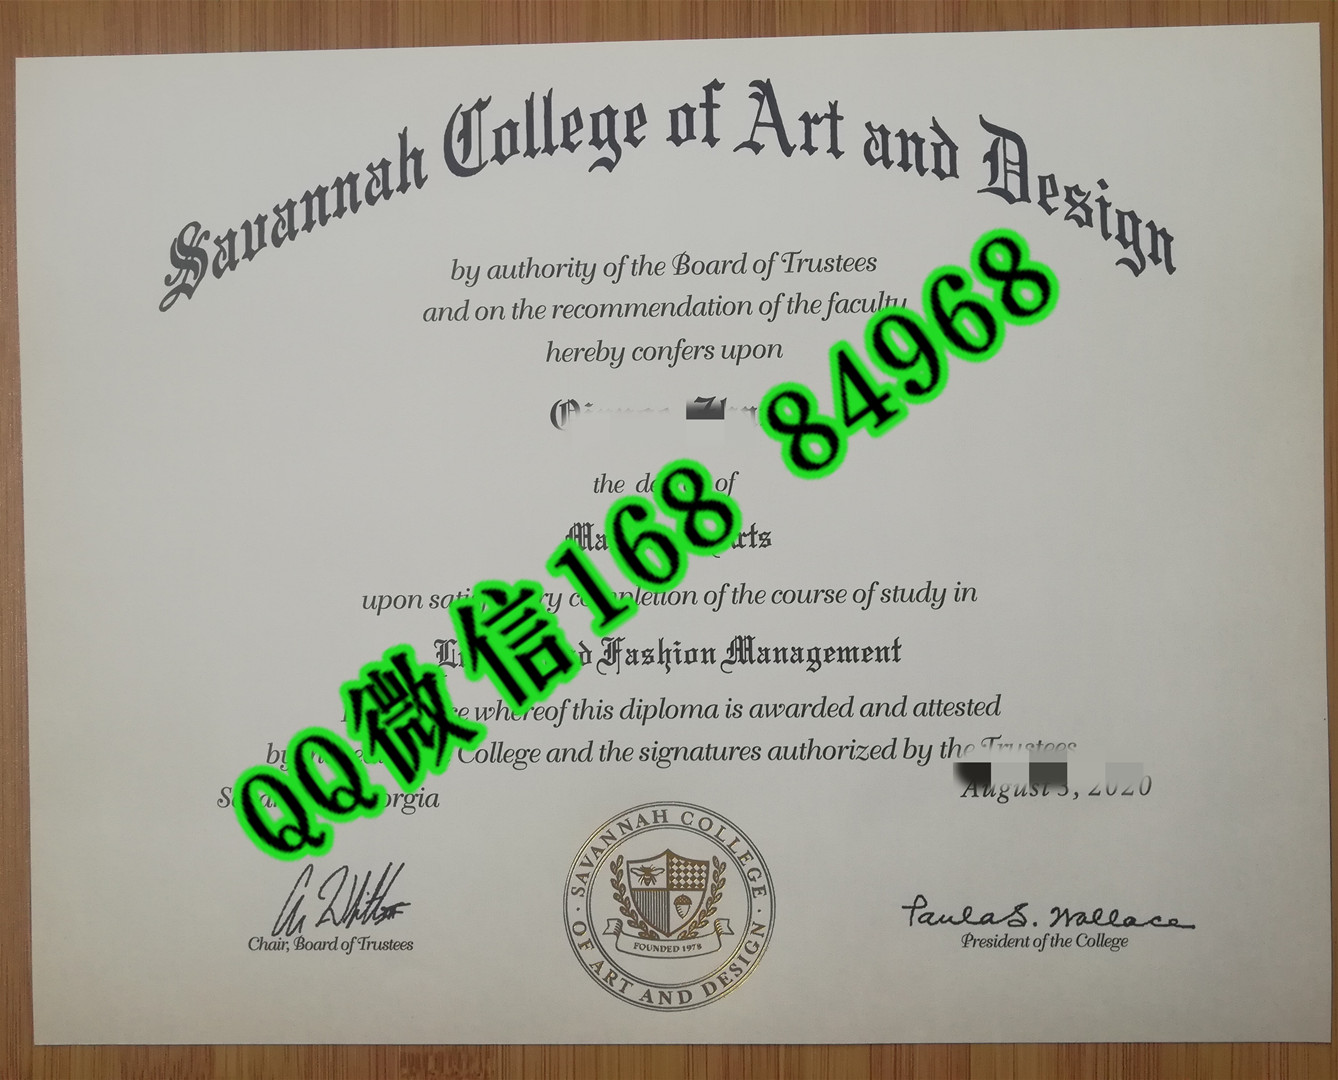 Savannah College of Art and Design
by authority of the Board of Trustees
and on the recommendation of the faculty
hereby confers upon
the of
upon completion of the course of study in
Fashion Management
whereof this diploma is awarded and attested
by College and the signatures authorized by the Trustees
August 2020
QQ微信168 84968
SAVANNAH COLLEGE OF ART AND DESIGN
FOUNDED 1978
Paula S. Wallace
Chair, Board of Trustees
President of the College